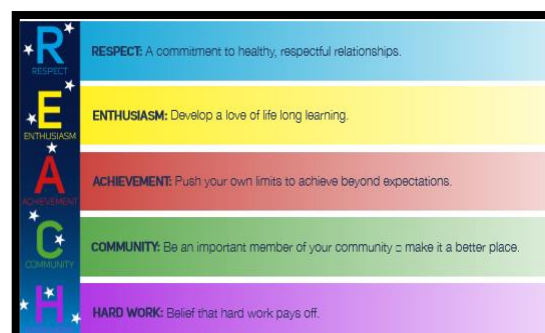 R
RESPECT
RESPECT: A commitment to healthy, respectful relationships.
E
ENTHUSIASM
ENTHUSIASM: Develop a love of life long learning.
A
ACHIEVEMENT
ACHIEVEMENT: Push your own limits to achieve beyond expectations.
C
COMMUNITY
COMMUNITY: Be an important member of your community : make it a better place.
H
HARD WORK: Belief that hard work pays off.